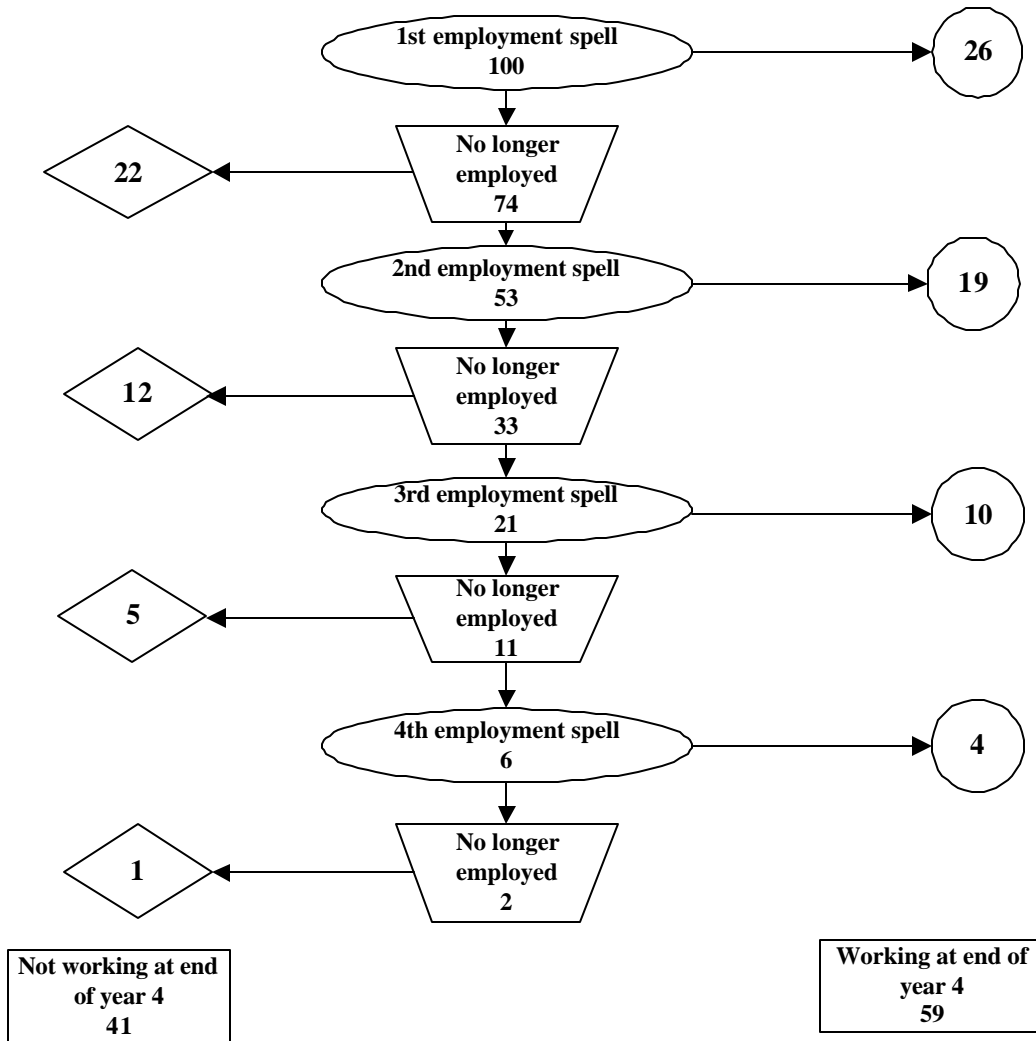 1st employment spell
100
26
No longer
employed
74
22
2nd employment spell
53
19
No longer
employed
33
12
3rd employment spell
21
10
No longer
employed
11
5
4th employment spell
6
4
No longer
employed
2
1
Not working at end
of year 4
41
Working at end of
year 4
59